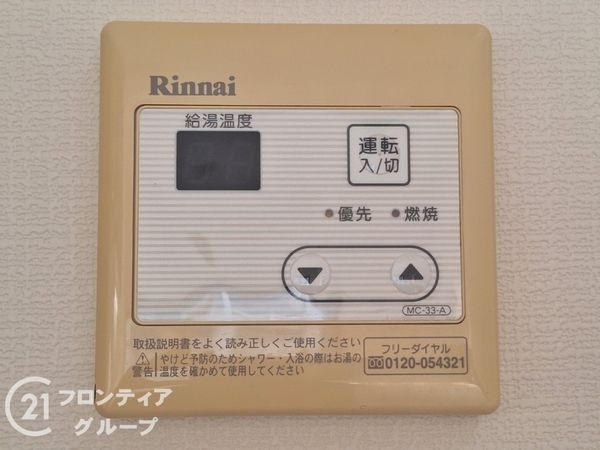 Rinnai
給湯温度
運転
入/切
優先 燃焼
▼ ▲
MC-33-A
取扱説明書をよく読み正しくご使用ください
警告 やけど予防のためシャワー・入浴の際はお湯の
温度を確かめて使用してください
フリーダイヤル
0120-054321
C21 フロンティア
グループ